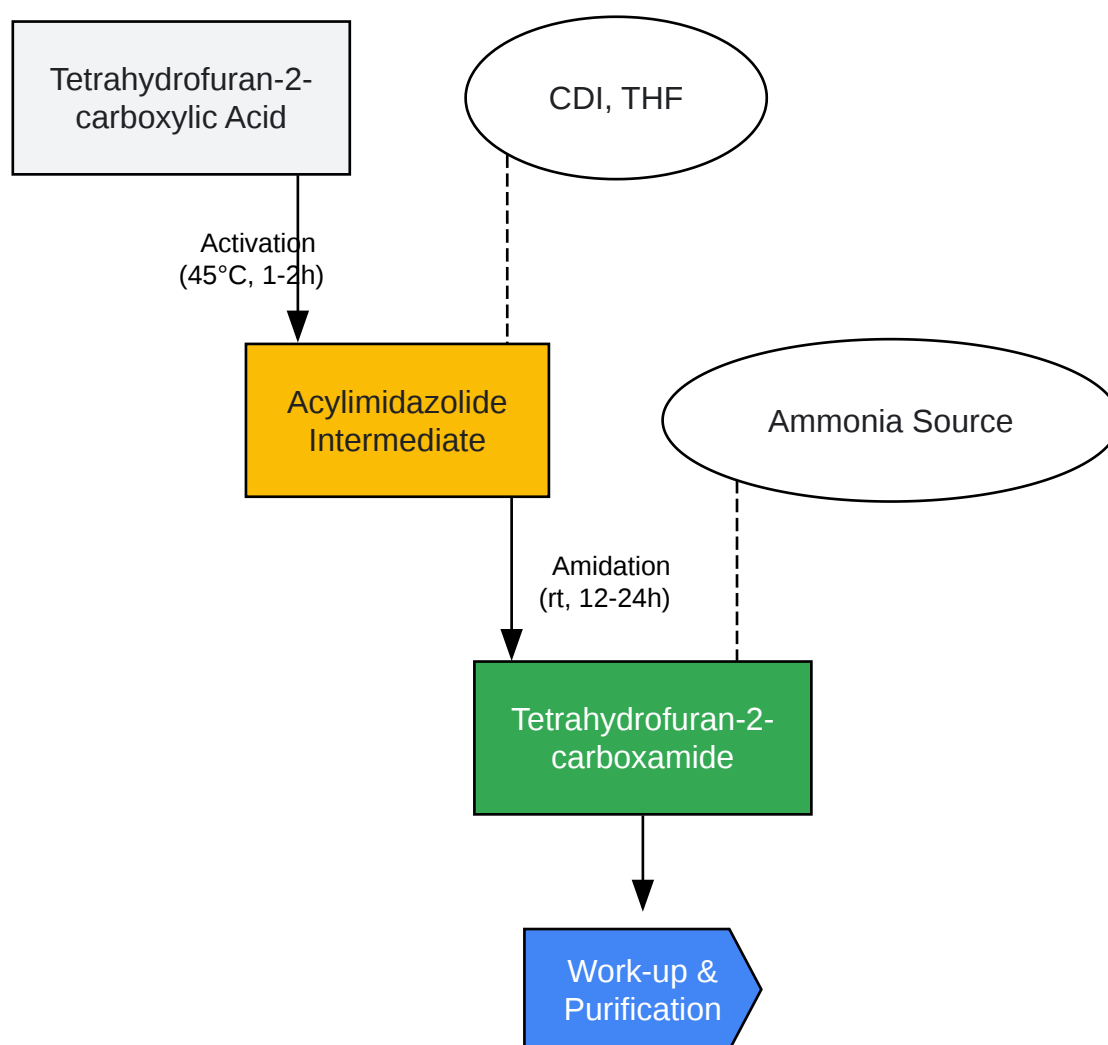 Tetrahydrofuran-2-
carboxylic Acid
CDI, THF
Activation
(45°C, 1-2h)
Acylimidazolide
Intermediate
Ammonia Source
Amidation
(rt, 12-24h)
Tetrahydrofuran-2-
carboxamide
Work-up &
Purification